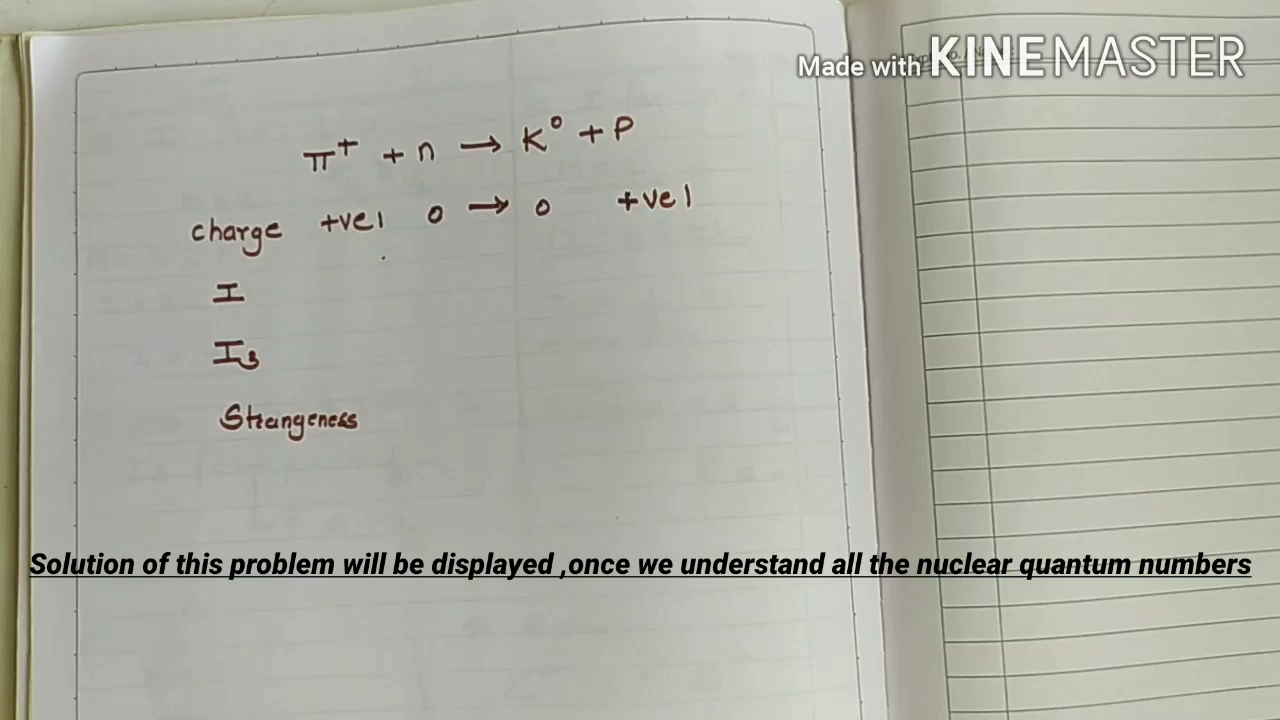 Made with KINEMASTER
π⁺ + n → K⁰ + P
charge +ve1 0 → 0 +ve1
I
I₃
Strangeness
Solution of this problem will be displayed ,once we understand all the nuclear quantum numbers